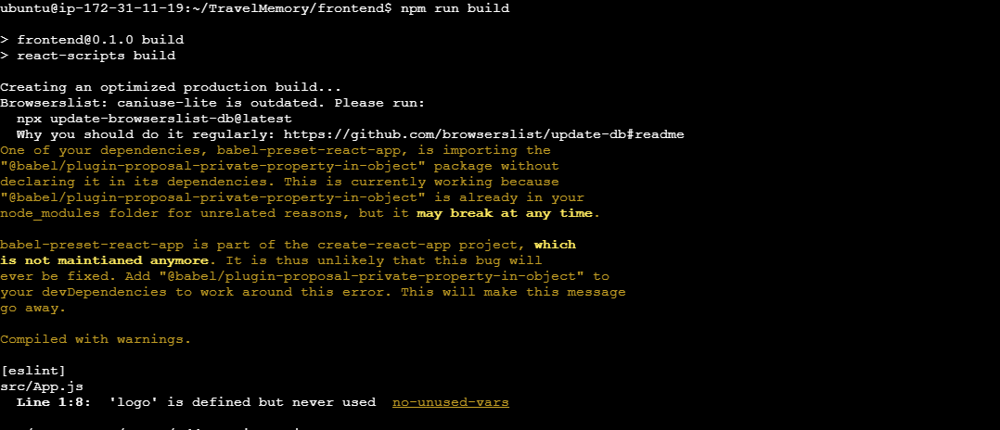 ubuntu@ip-172-31-11-19:~/TravelMemory/frontend$ npm run build
> frontend@0.1.0 build
> react-scripts build
Creating an optimized production build...
Browserslist: caniuse-lite is outdated. Please run:
  npx update-browserslist-db@latest
  Why you should do it regularly: https://github.com/browserslist/update-db#readme
One of your dependencies, babel-preset-react-app, is importing the
"@babel/plugin-proposal-private-property-in-object" package without
declaring it in its dependencies. This is currently working because
"@babel/plugin-proposal-private-property-in-object" is already in your
node_modules folder for unrelated reasons, but it may break at any time.
babel-preset-react-app is part of the create-react-app project, which
is not maintianed anymore. It is thus unlikely that this bug will
ever be fixed. Add "@babel/plugin-proposal-private-property-in-object" to
your devDependencies to work around this error. This will make this message
go away.
Compiled with warnings.
[eslint]
src/App.js
  Line 1:8:  'logo' is defined but never used  no-unused-vars